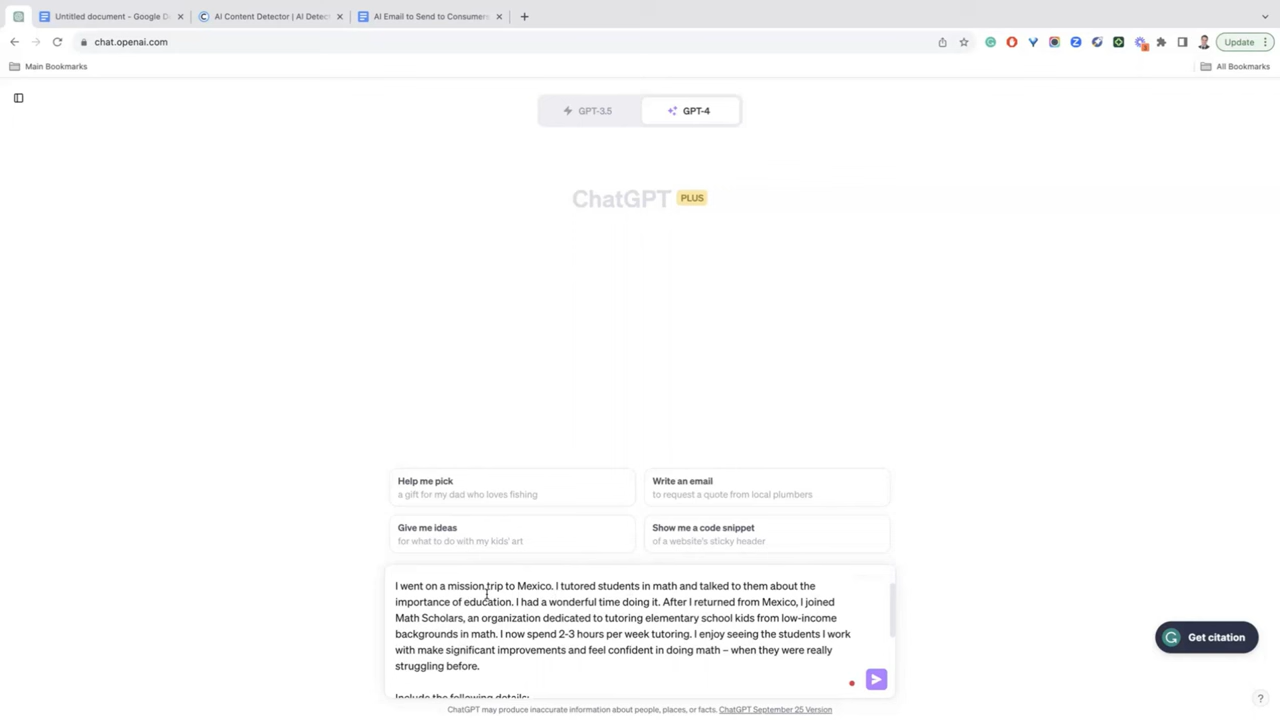 Untitled document - Google D
AI Content Detector | AI Detec
AI Email to Send to Consumers
chat.openai.com
Update
Main Bookmarks
All Bookmarks
GPT-3.5
GPT-4
ChatGPT PLUS
Help me pick
a gift for my dad who loves fishing
Write an email
to request a quote from local plumbers
Give me ideas
for what to do with my kids' art
Show me a code snippet
of a website's sticky header
I went on a mission trip to Mexico. I tutored students in math and talked to them about the
importance of education. I had a wonderful time doing it. After I returned from Mexico, I joined
Math Scholars, an organization dedicated to tutoring elementary school kids from low-income
backgrounds in math. I now spend 2-3 hours per week tutoring. I enjoy seeing the students I work
with make significant improvements and feel confident in doing math – when they were really
struggling before.
Include the following details:
Get citation
ChatGPT may produce inaccurate information about people, places, or facts. ChatGPT September 25 Version
?